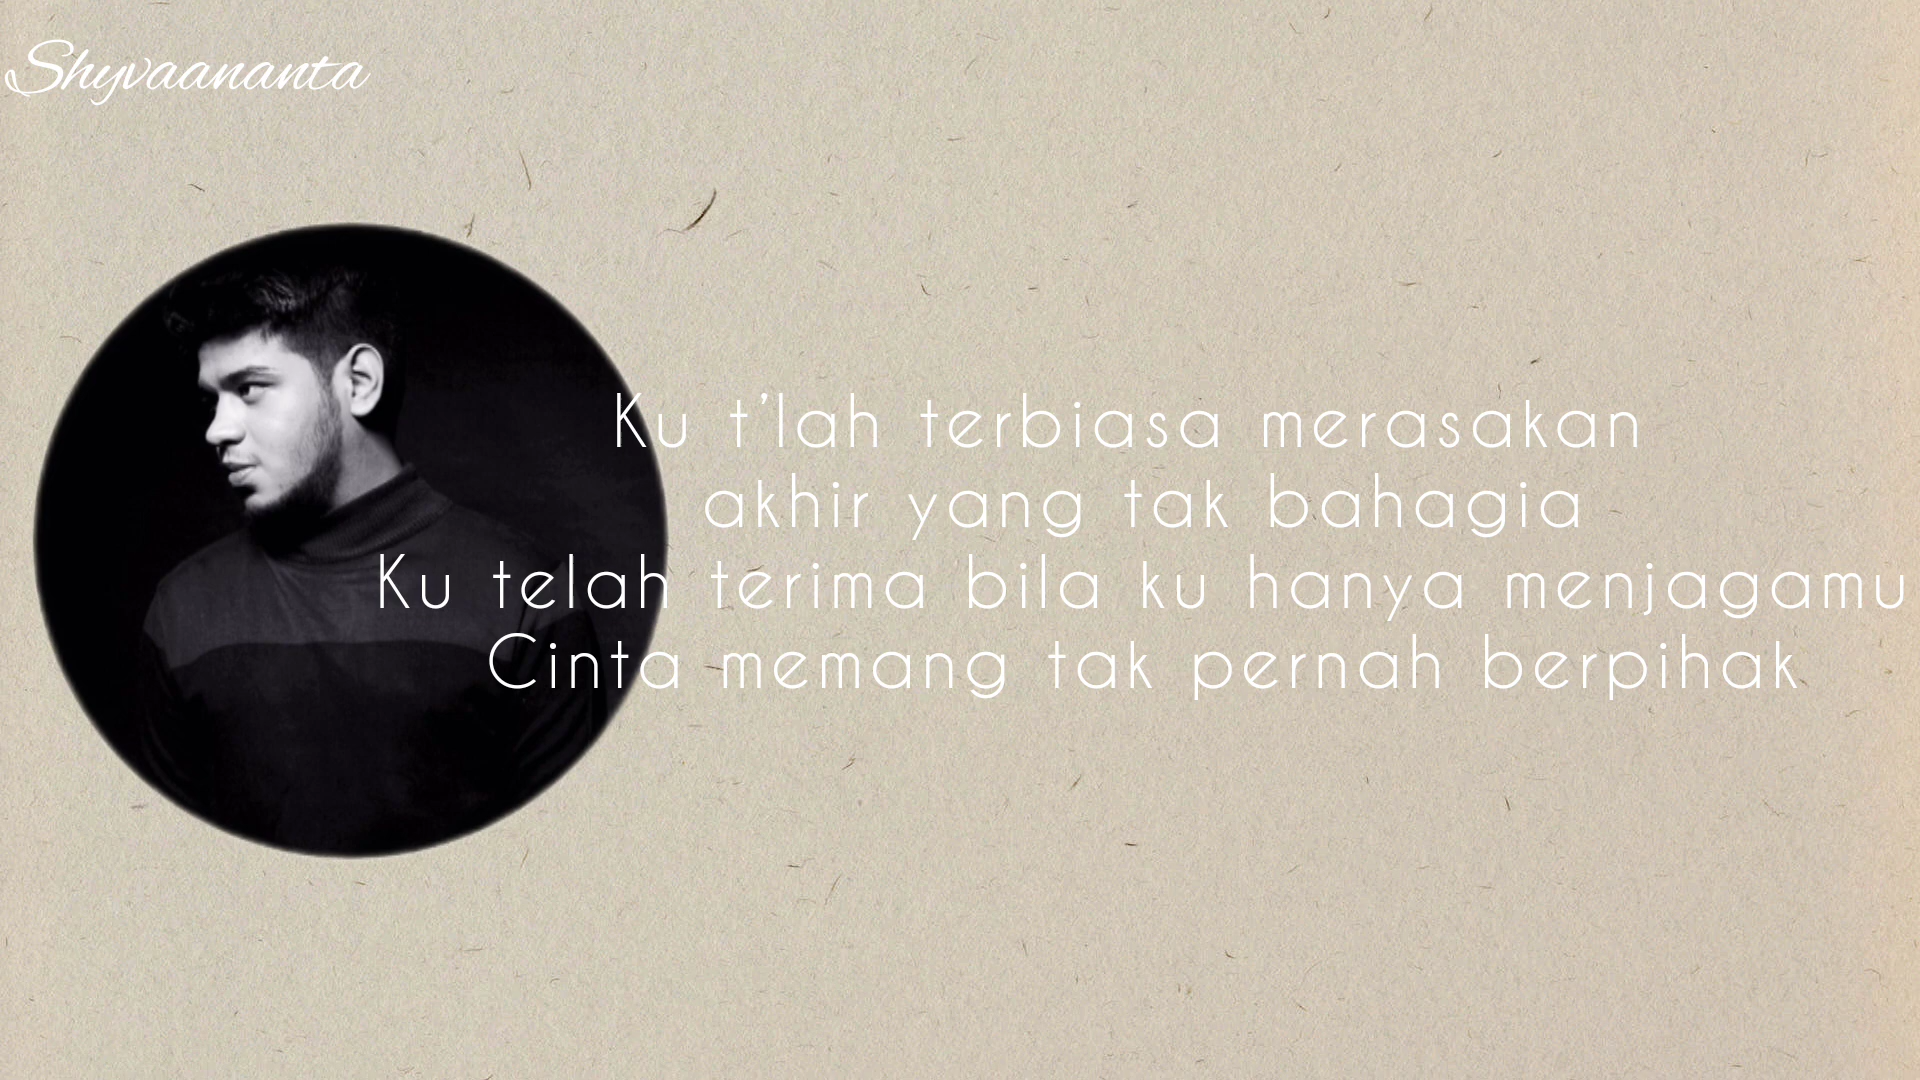 Shyvaananta
Ku t’lah terbiasa merasakan
akhir yang tak bahagia
Ku telah terima bila ku hanya menjagamu
Cinta memang tak pernah berpihak